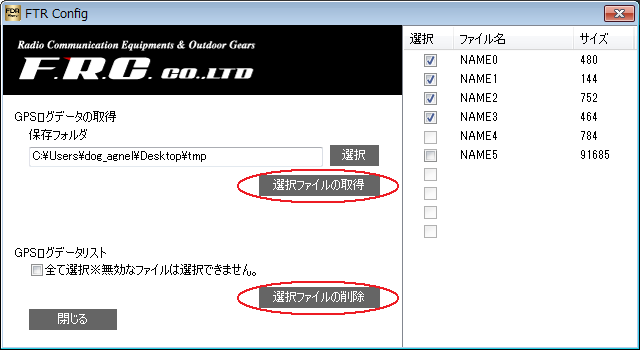 FTR Config
Radio Communication Equipments & Outdoor Gears
F.R.C. CO.,LTD
GPSログデータの取得
保存フォルダ
C:¥Users¥dog_agnel¥Desktop¥tmp
選択
選択ファイルの取得
GPSログデータリスト
全て選択※無効なファイルは選択できません。
選択ファイルの削除
閉じる
選択 ファイル名 サイズ
NAME0 480
NAME1 144
NAME2 752
NAME3 464
NAME4 784
NAME5 91685